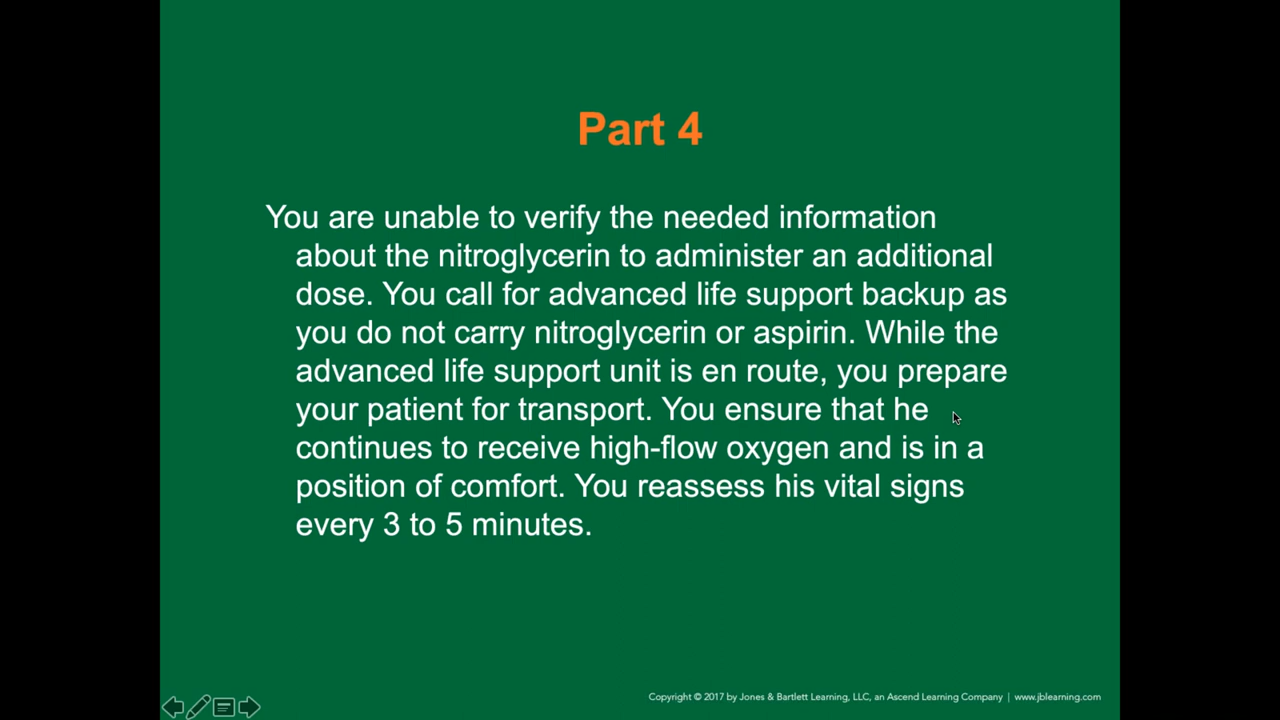 Part 4
You are unable to verify the needed information
about the nitroglycerin to administer an additional
dose. You call for advanced life support backup as
you do not carry nitroglycerin or aspirin. While the
advanced life support unit is en route, you prepare
your patient for transport. You ensure that he
continues to receive high-flow oxygen and is in a
position of comfort. You reassess his vital signs
every 3 to 5 minutes.
Copyright © 2017 by Jones & Bartlett Learning, LLC, an Ascend Learning Company | www.jblearning.com